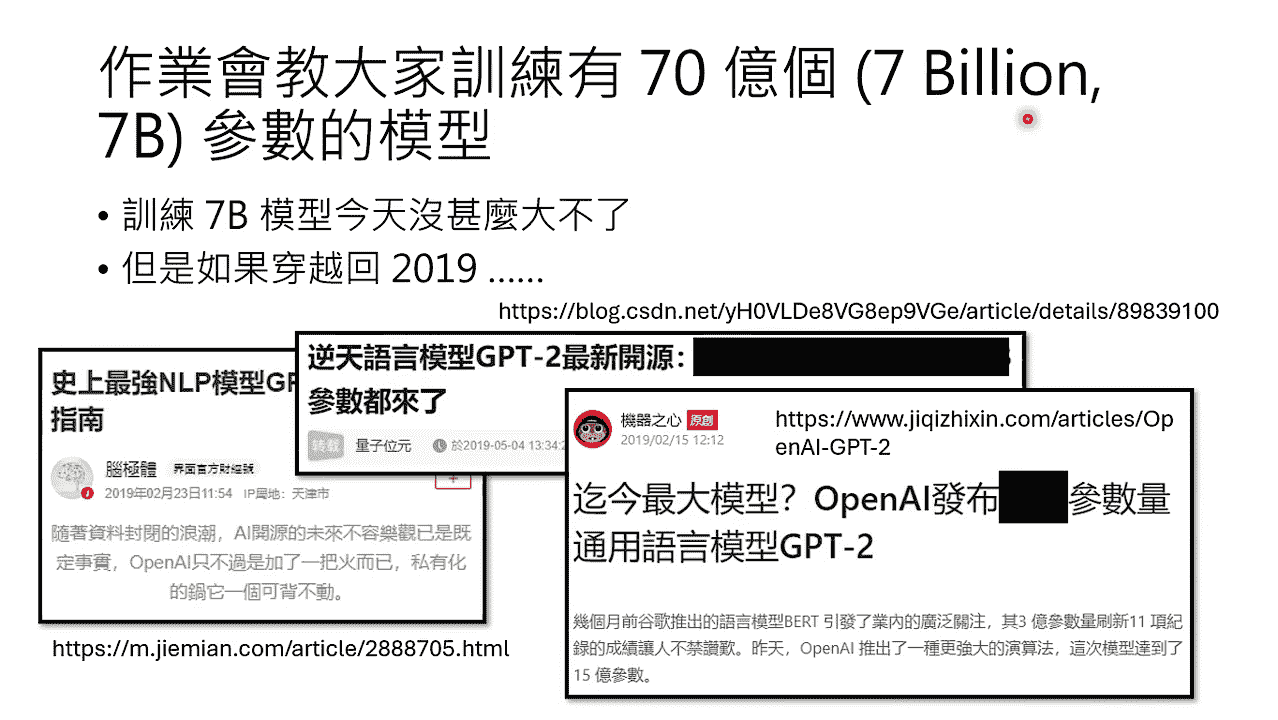 作業會教大家訓練有 70 億個 (7 Billion,
7B) 參數的模型
• 訓練 7B 模型今天沒甚麼大不了
• 但是如果穿越回 2019 ......
https://blog.csdn.net/yH0VLDe8VG8ep9VGe/article/details/89839100
史上最強NLP模型GP
指南
腦極體 界面官方財經號
2019年02月23日11:54 IP屬地：天津市
隨著資料封閉的浪潮，AI開源的未來不容樂觀已是既
定事實，OpenAI只不過是加了一把火而已，私有化
的鍋它一個可背不動。
https://m.jiemian.com/article/2888705.html
逆天語言模型GPT-2最新開源：
參數都來了
量子位元 於2019-05-04 13:34:2
機器之心 原創
2019/02/15 12:12
https://www.jiqizhixin.com/articles/Op
enAI-GPT-2
迄今最大模型？OpenAI發布 參數量
通用語言模型GPT-2
幾個月前谷歌推出的語言模型BERT 引發了業內的廣泛關注，其3 億參數量刷新11 項紀
錄的成績讓人不禁讚歎。昨天，OpenAI 推出了一種更強大的演算法，這次模型達到了
15 億參數。